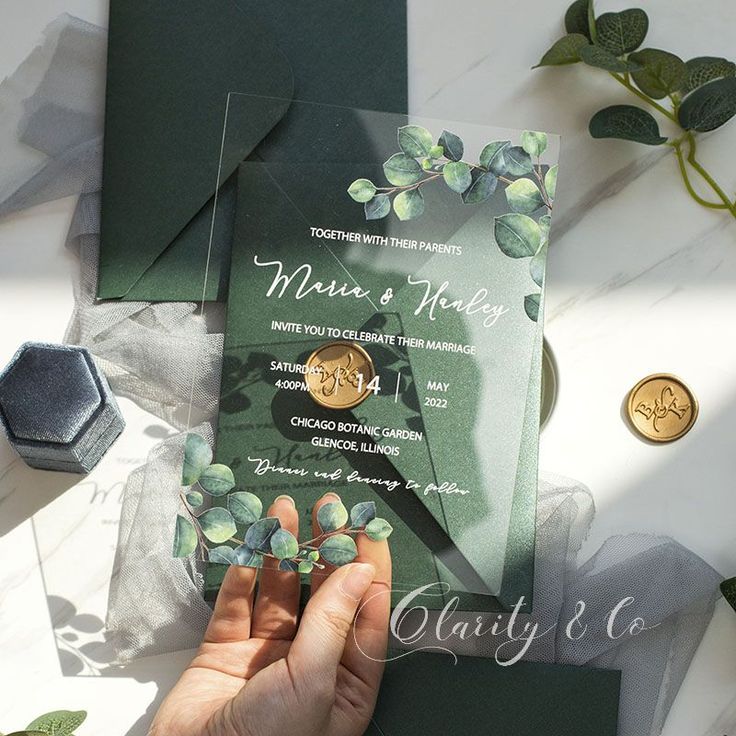 TOGETHER WITH THEIR PARENTS
Maria & Hanley
INVITE YOU TO CELEBRATE THEIR MARRIAGE
SATURDAY
4:00PM
14
MAY
2022
CHICAGO BOTANIC GARDEN
GLENCOE, ILLINOIS
Dinner and dancing to follow
Clarity & Co